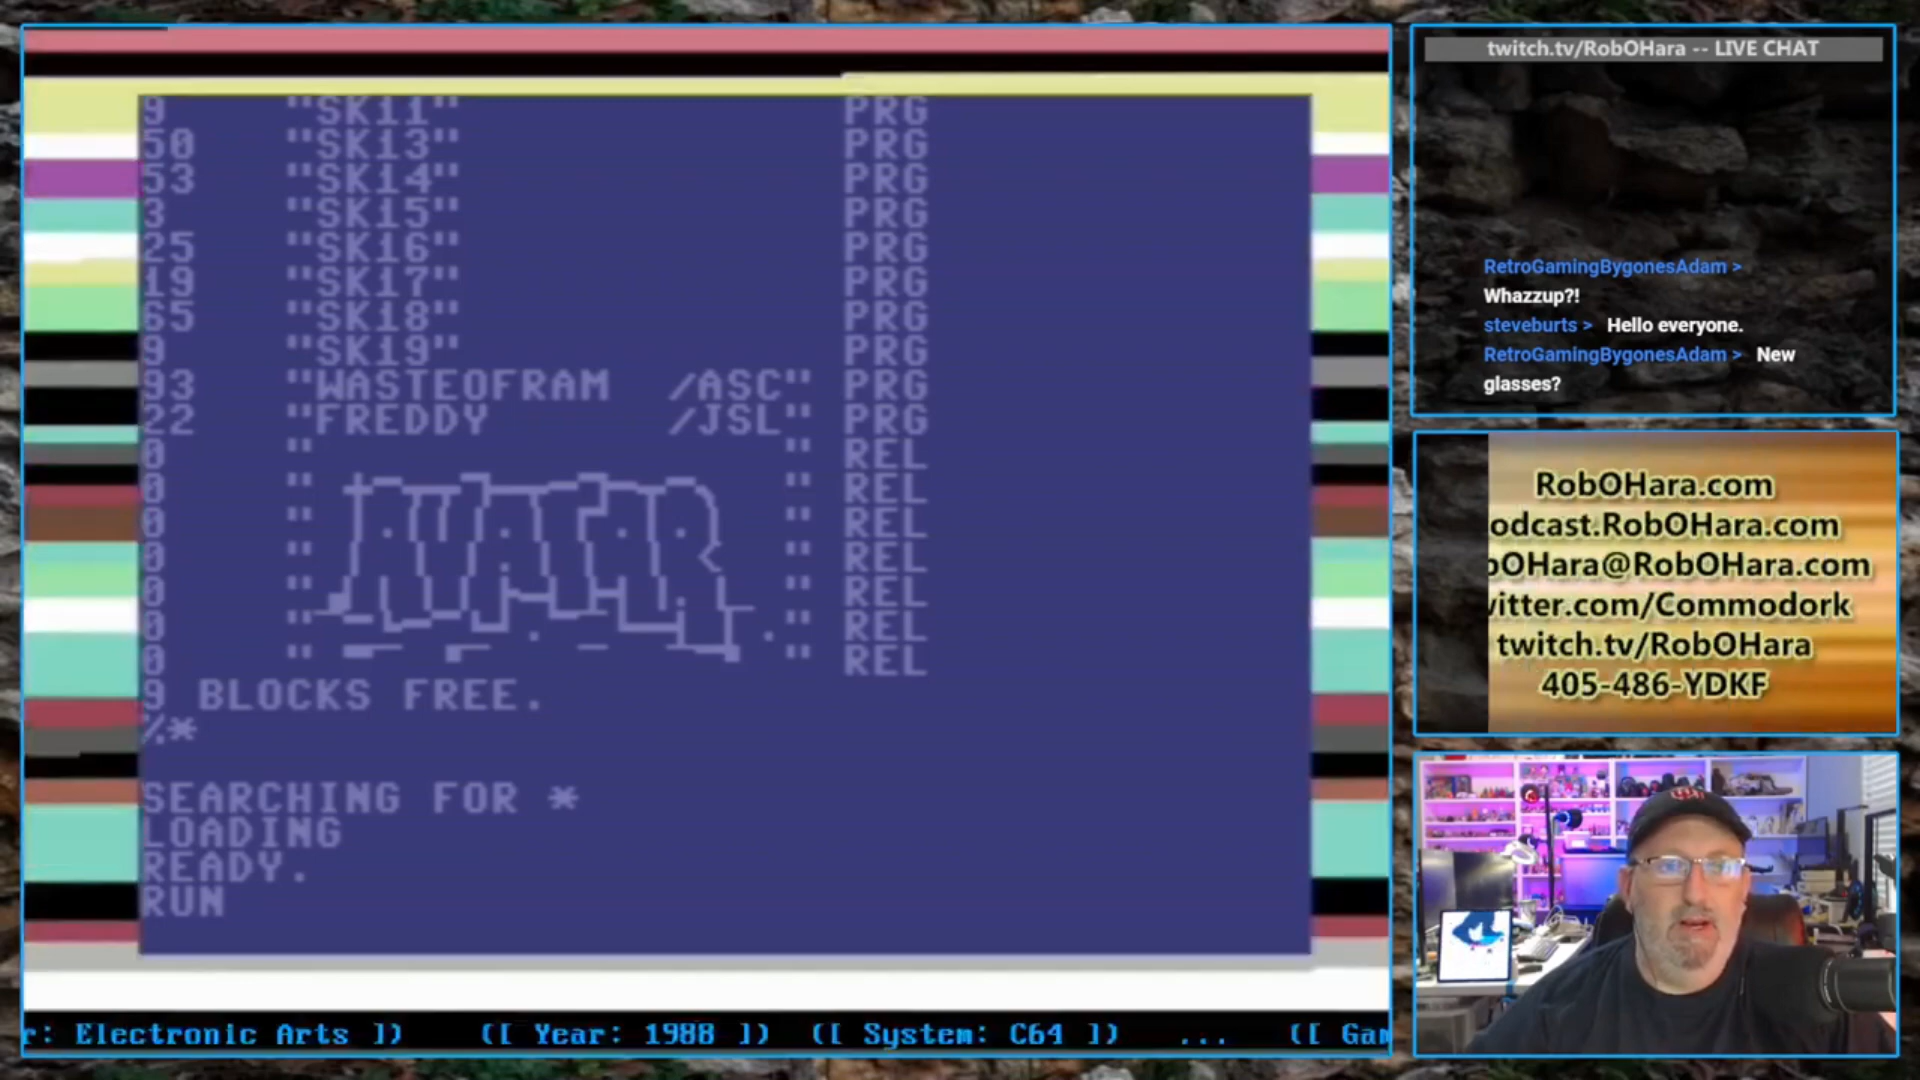 9 "SK11" PRG
50 "SK13" PRG
53 "SK14" PRG
3 "SK15" PRG
25 "SK16" PRG
19 "SK17" PRG
65 "SK18" PRG
9 "SK19" PRG
93 "WASTEOFRAM /ASC" PRG
22 "FREDDY /JSL" PRG
0 " " REL
0 " " REL
0 " " REL
0 " " REL
0 " " REL
0 " " REL
0 " " REL
9 BLOCKS FREE.
%*
SEARCHING FOR *
LOADING
READY.
RUN
r: Electronic Arts ]) ([ Year: 1988 ]) ([ System: C64 ]) ... ([ Gam
twitch.tv/RobOHara -- LIVE CHAT
RetroGamingBygonesAdam >
Whazzup?!
steveburts > Hello everyone.
RetroGamingBygonesAdam > New
glasses?
RobOHara.com
odcast.RobOHara.com
bOHara@RobOHara.com
witter.com/Commodork
twitch.tv/RobOHara
405-486-YDKF